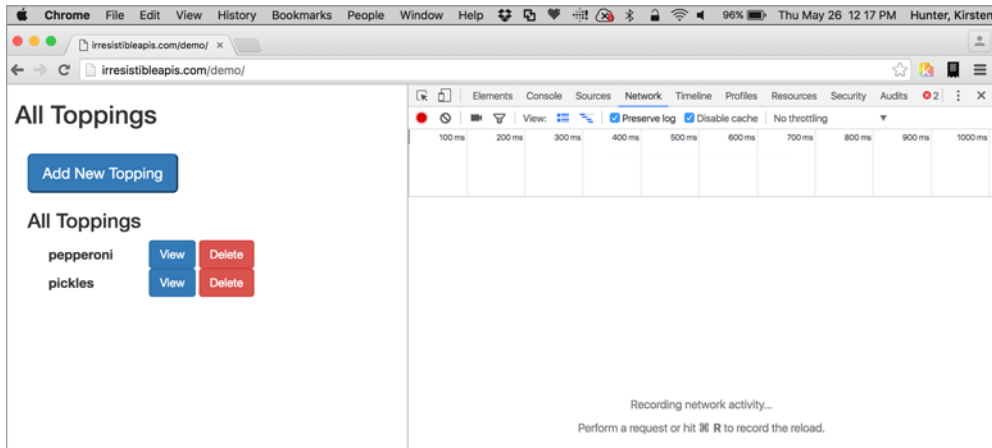 Chrome File Edit View History Bookmarks People Window Help 96% Thu May 26 12 17 PM Hunter, Kirsten
irresistibleapis.com/demo/ ×
irresistibleapis.com/demo/
Elements Console Sources Network Timeline Profiles Resources Security Audits 2
View: Preserve log Disable cache No throttling
100 ms 200 ms 300 ms 400 ms 500 ms 600 ms 700 ms 800 ms 900 ms 1000 ms
All Toppings
Add New Topping
All Toppings
pepperoni View Delete
pickles View Delete
Recording network activity...
Perform a request or hit ⌘ R to record the reload.